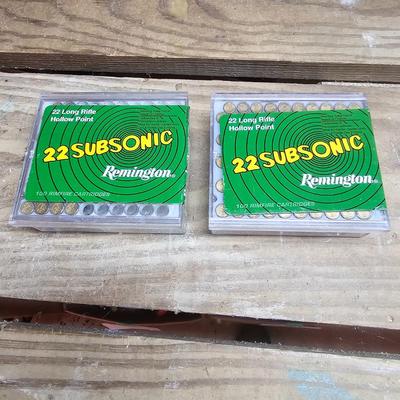 22 Long Rifle
Hollow Point
22 SUBSONIC
Remington®
100 RIMFIRE CARTRIDGES
22 Long Rifle
Hollow Point
22 SUBSONIC
Remington®
100 RIMFIRE CARTRIDGES